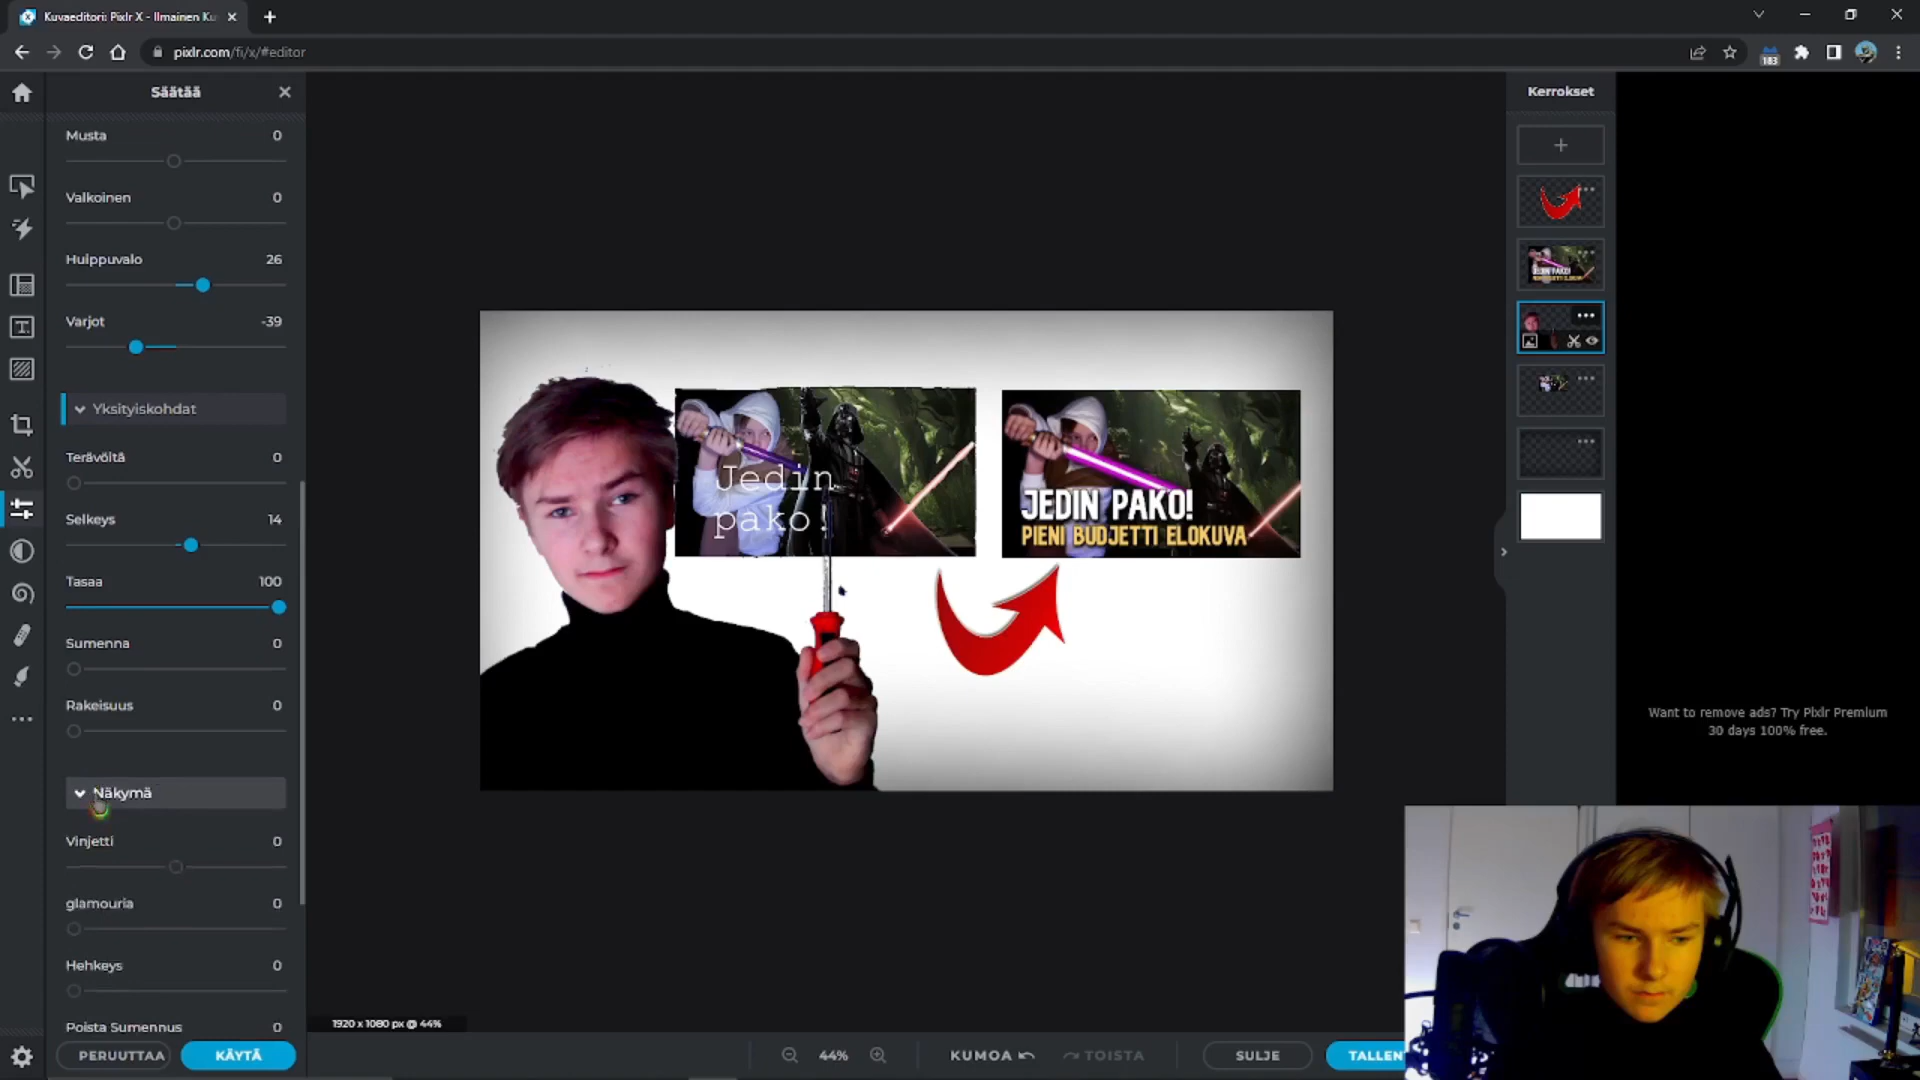 Kuvaeditori: Pixlr X - Ilmainen Ku
pixlr.com/fi/x/#editor
183
Säätää
Musta 0
Valkoinen 0
Huippuvalo 26
Varjot -39
Yksityiskohdat
Terävöitä 0
Selkeys 14
Tasaa 100
Sumenna 0
Rakeisuus 0
Näkymä
Vinjetti 0
glamouria 0
Hehkeys 0
Poista Sumennus 0
PERUUTTAA
KÄYTÄ
Jedin
pako!
JEDIN PAKO!
PIENI BUDJETTI ELOKUVA
1920 x 1080 px @ 44%
44%
KUMOA
TOISTA
SULJE
TALLEN
Kerrokset
Want to remove ads? Try Pixlr Premium
30 days 100% free.